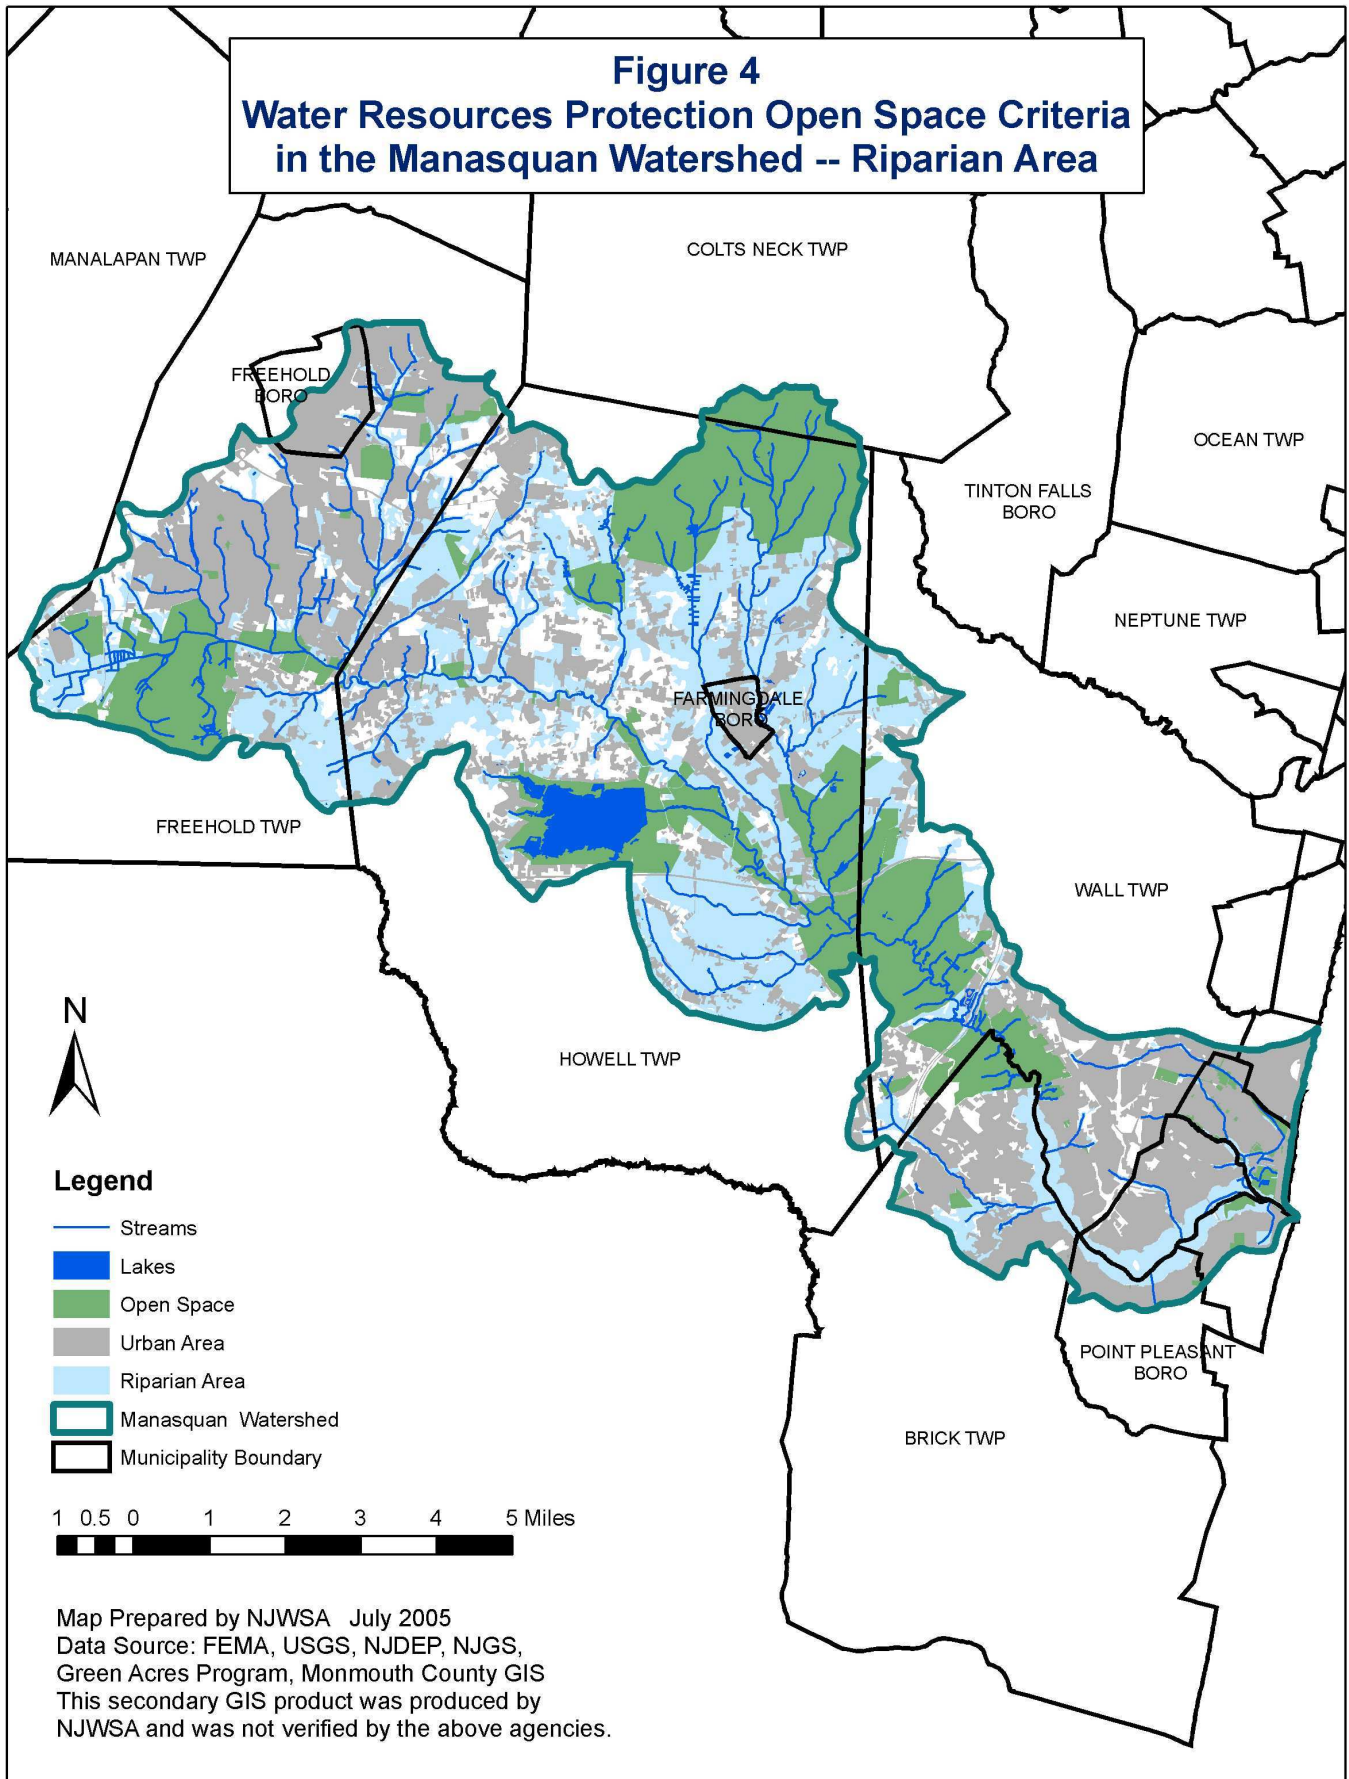 Figure 4
Water Resources Protection Open Space Criteria
in the Manasquan Watershed -- Riparian Area
MANALAPAN TWP
COLTS NECK TWP
FREEHOLD
BORO
OCEAN TWP
TINTON FALLS
BORO
NEPTUNE TWP
FARMINGDALE
BORO
FREEHOLD TWP
WALL TWP
N
HOWELL TWP
Legend
Streams
Lakes
Open Space
Urban Area
Riparian Area
Manasquan Watershed
Municipality Boundary
POINT PLEASANT
BORO
BRICK TWP
1 0.5 0 1 2 3 4 5 Miles
Map Prepared by NJWSA July 2005
Data Source: FEMA, USGS, NJDEP, NJGS,
Green Acres Program, Monmouth County GIS
This secondary GIS product was produced by
NJWSA and was not verified by the above agencies.